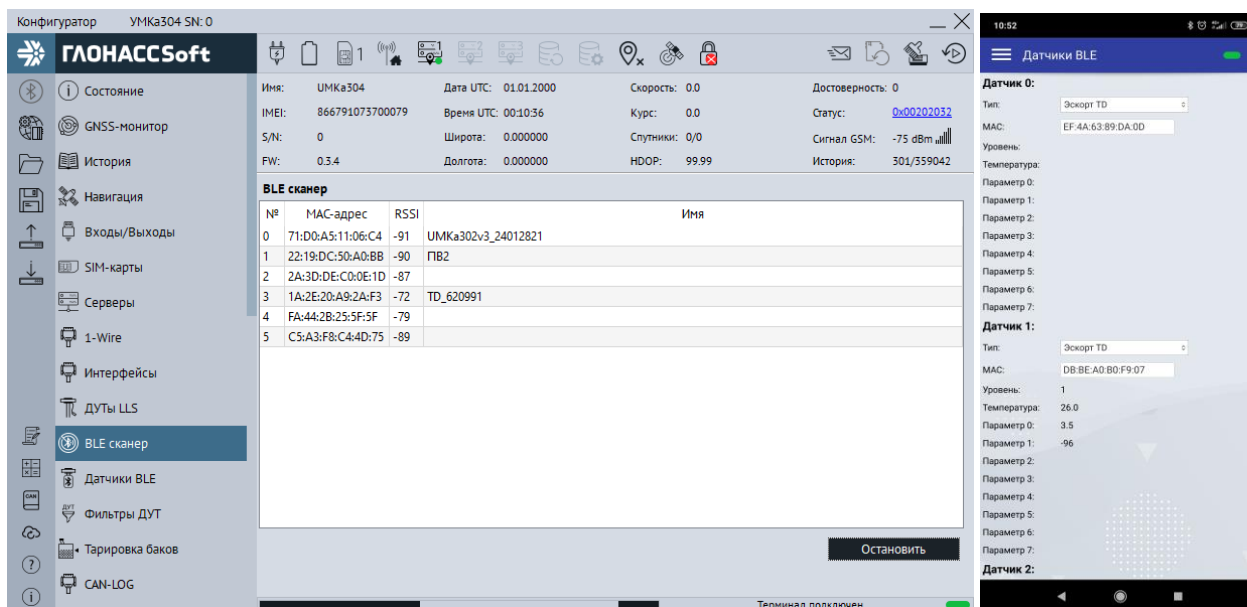 Конфигуратор УМКа304 SN: 0
ГЛОНАССSoft
1
Состояние
GNSS-монитор
История
Навигация
Входы/Выходы
SIM-карты
Серверы
1-Wire
Интерфейсы
ДУТы LLS
BLE сканер
Датчики BLE
Фильтры ДУТ
Тарировка баков
CAN-LOG
Имя: УМКа304 Дата UTC: 01.01.2000 Скорость: 0.0 Достоверность: 0
IMEI: 866791073700079 Время UTC: 00:10:36 Курс: 0.0 Статус: 0x00202032
S/N: 0 Широта: 0.000000 Спутники: 0/0 Сигнал GSM: -75 dBm
FW: 0.3.4 Долгота: 0.000000 HDOP: 99.99 История: 301/359042
BLE сканер
№ MAC-адрес RSSI Имя
0 71:D0:A5:11:06:C4 -91 UMKa302v3_24012821
1 22:19:DC:50:A0:BB -90 ПВ2
2 2A:3D:DE:C0:0E:1D -87
3 1A:2E:20:A9:2A:F3 -72 TD_620991
4 FA:44:2B:25:5F:5F -79
5 C5:A3:F8:C4:4D:75 -89
Остановить
Терминал подключен
10:52
Датчики BLE
Датчик 0:
Тип: Эскорт TD
MAC: EF:4A:63:89:DA:0D
Уровень:
Температура:
Параметр 0:
Параметр 1:
Параметр 2:
Параметр 3:
Параметр 4:
Параметр 5:
Параметр 6:
Параметр 7:
Датчик 1:
Тип: Эскорт TD
MAC: DB:BE:A0:B0:F9:07
Уровень: 1
Температура: 26.0
Параметр 0: 3.5
Параметр 1: -96
Параметр 2:
Параметр 3:
Параметр 4:
Параметр 5:
Параметр 6:
Параметр 7:
Датчик 2: